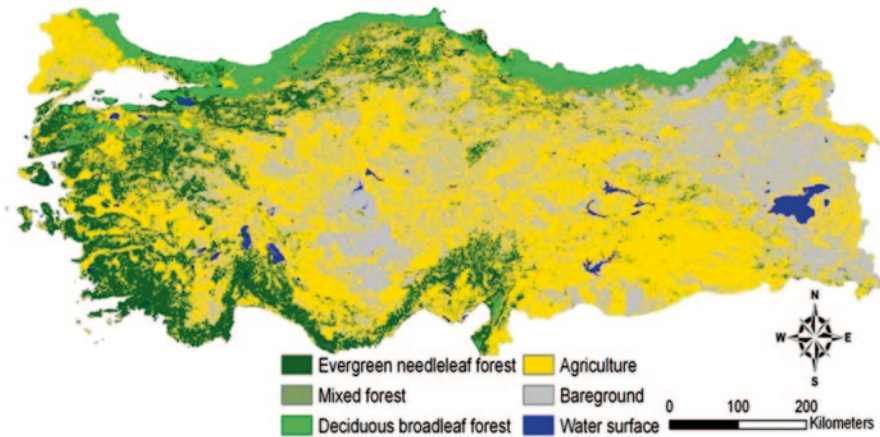 N
W E
S
Evergreen needleleaf forest
Mixed forest
Deciduous broadleaf forest
Agriculture
Bareground
Water surface
0 100 200
Kilometers